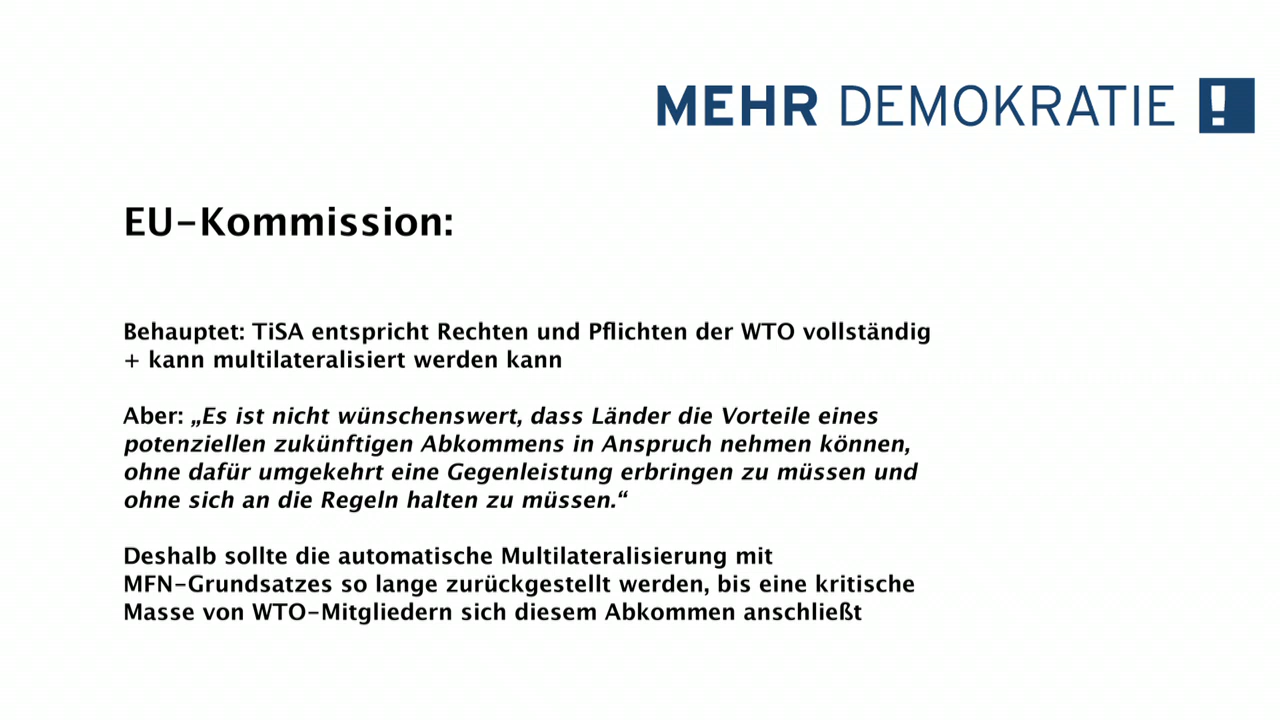 MEHR DEMOKRATIE !
EU-Kommission:
Behauptet: TiSA entspricht Rechten und Pflichten der WTO vollständig
+ kann multilateralisiert werden kann
Aber: „Es ist nicht wünschenswert, dass Länder die Vorteile eines
potenziellen zukünftigen Abkommens in Anspruch nehmen können,
ohne dafür umgekehrt eine Gegenleistung erbringen zu müssen und
ohne sich an die Regeln halten zu müssen.“
Deshalb sollte die automatische Multilateralisierung mit
MFN-Grundsatzes so lange zurückgestellt werden, bis eine kritische
Masse von WTO-Mitgliedern sich diesem Abkommen anschließt